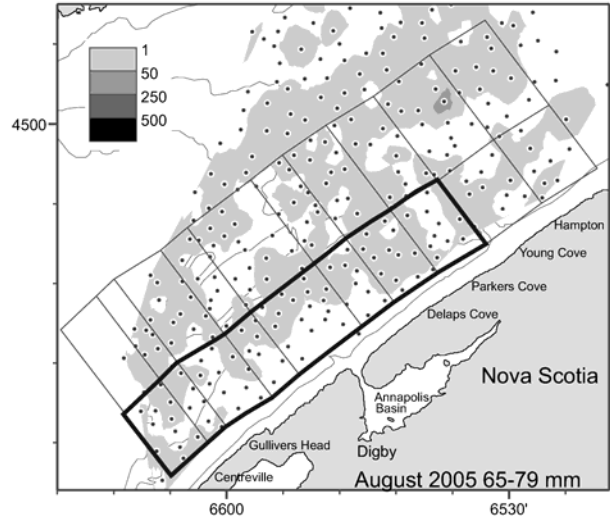 1
50
250
500
4500
Hampton
Young Cove
Parkers Cove
Delaps Cove
Nova Scotia
Annapolis
Basin
Gullivers Head
Digby
Centreville
August 2005 65-79 mm
6600
6530'